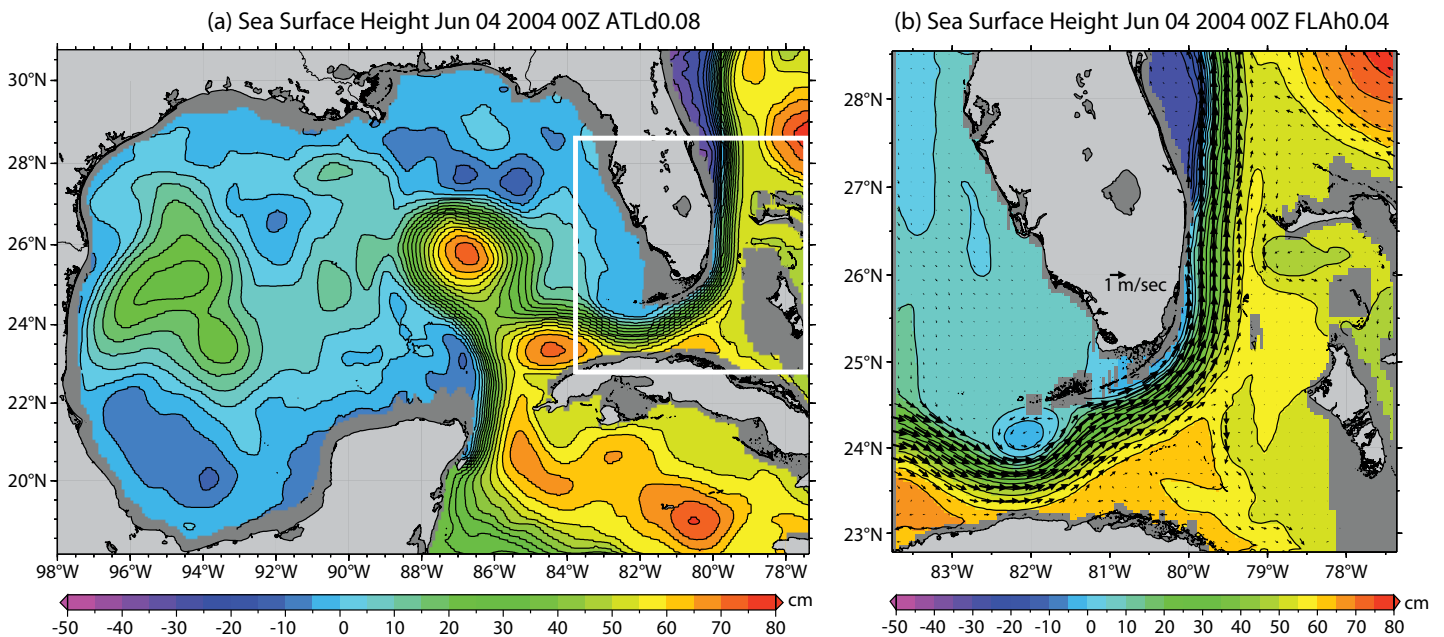 (a) Sea Surface Height Jun 04 2004 00Z ATLd0.08
30°N
28°N
26°N
24°N
22°N
20°N
98°W 96°W 94°W 92°W 90°W 88°W 86°W 84°W 82°W 80°W 78°W
-50 -40 -30 -20 -10 0 10 20 30 40 50 60 70 80 cm
(b) Sea Surface Height Jun 04 2004 00Z FLAh0.04
28°N
27°N
26°N
25°N
24°N
23°N
1 m/sec
83°W 82°W 81°W 80°W 79°W 78°W
-50 -40 -30 -20 -10 0 10 20 30 40 50 60 70 80 cm